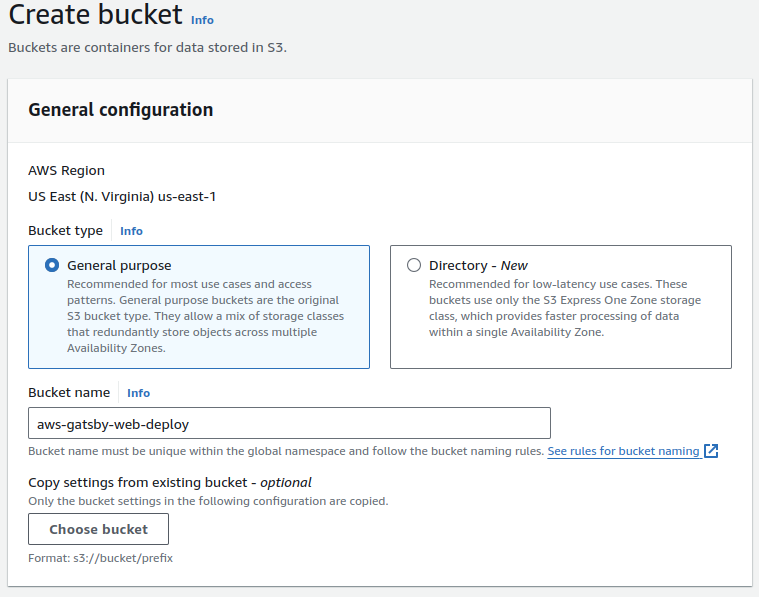 Create bucket Info
Buckets are containers for data stored in S3.
General configuration
AWS Region
US East (N. Virginia) us-east-1
Bucket type Info
General purpose
Recommended for most use cases and access
patterns. General purpose buckets are the original
S3 bucket type. They allow a mix of storage classes
that redundantly store objects across multiple
Availability Zones.
Directory - New
Recommended for low-latency use cases. These
buckets use only the S3 Express One Zone storage
class, which provides faster processing of data
within a single Availability Zone.
Bucket name Info
aws-gatsby-web-deploy
Bucket name must be unique within the global namespace and follow the bucket naming rules. See rules for bucket naming
Copy settings from existing bucket - optional
Only the bucket settings in the following configuration are copied.
Choose bucket
Format: s3://bucket/prefix